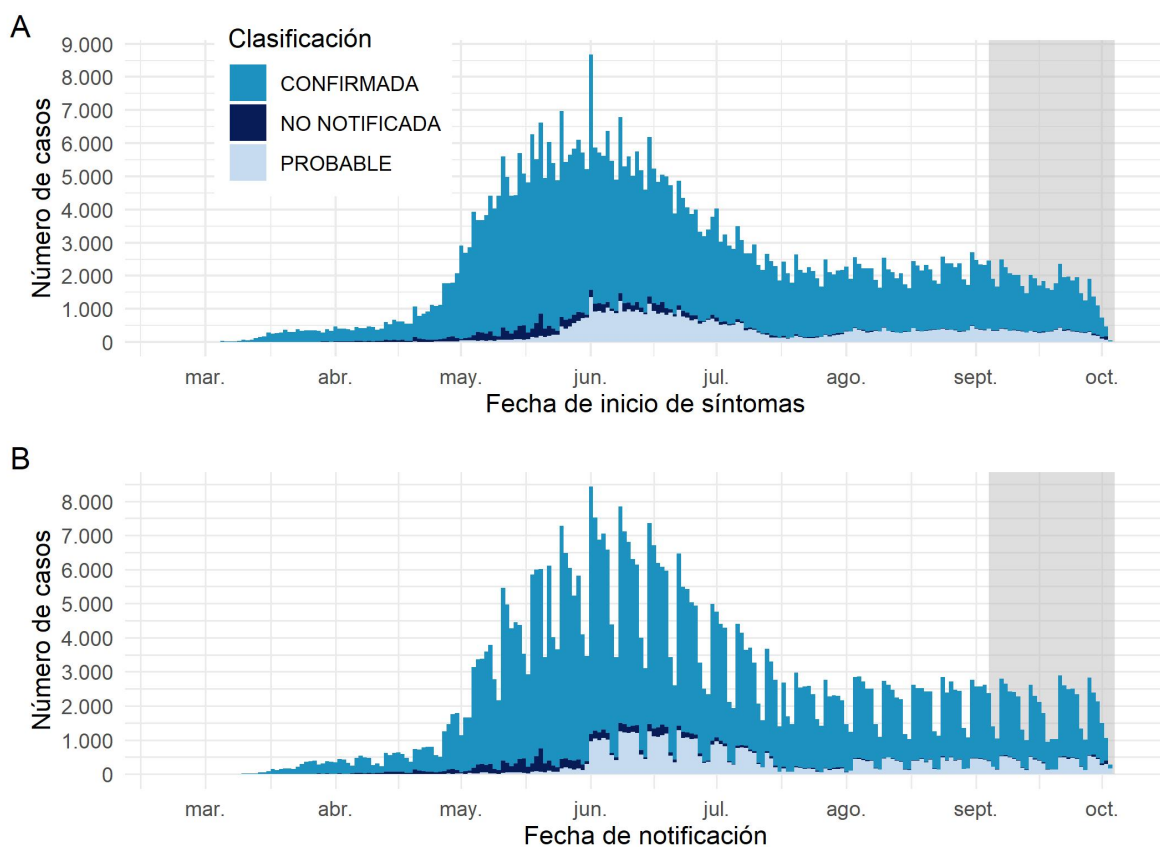 A
Clasificación
CONFIRMADA
NO NOTIFICADA
PROBABLE
Número de casos
9.000
8.000
7.000
6.000
5.000
4.000
3.000
2.000
1.000
0
mar. abr. may. jun. jul. ago. sept. oct.
Fecha de inicio de síntomas
B
Número de casos
8.000
7.000
6.000
5.000
4.000
3.000
2.000
1.000
0
mar. abr. may. jun. jul. ago. sept. oct.
Fecha de notificación